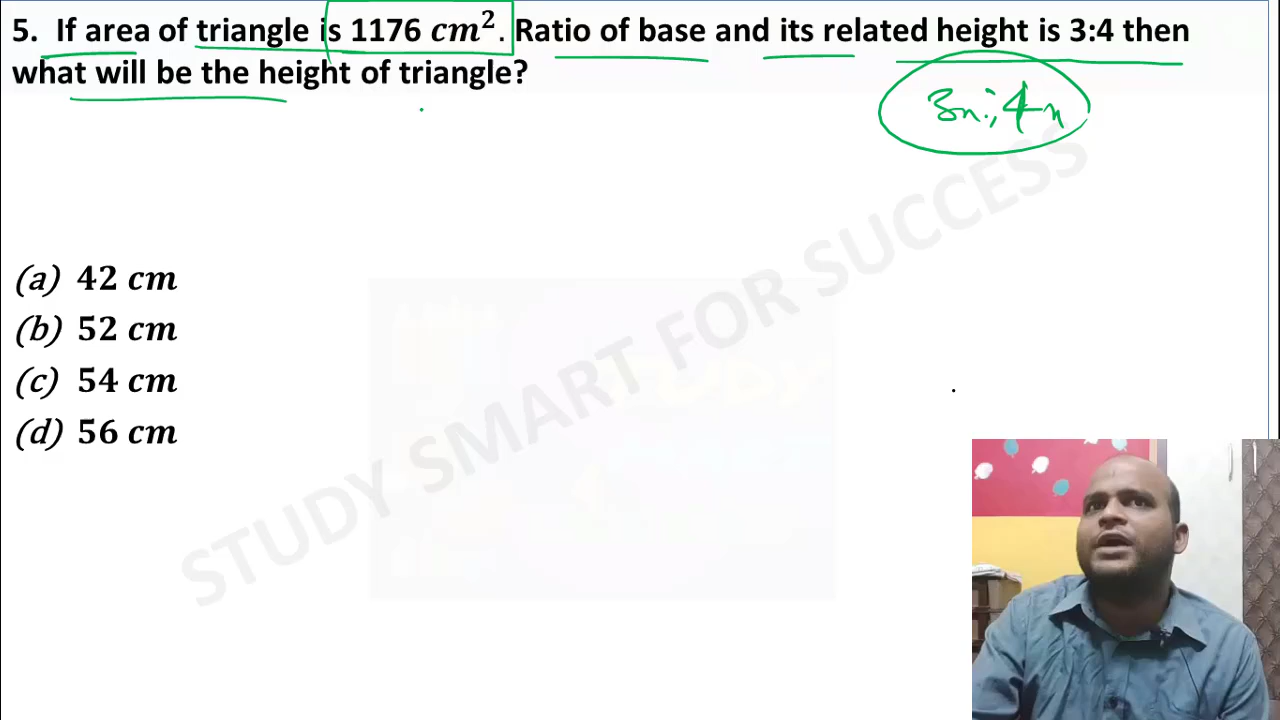 5. If area of triangle is 1176 cm². Ratio of base and its related height is 3:4 then
what will be the height of triangle?
3x : 4x
(a) 42 cm
(b) 52 cm
(c) 54 cm
(d) 56 cm
STUDY SMART FOR SUCCESS